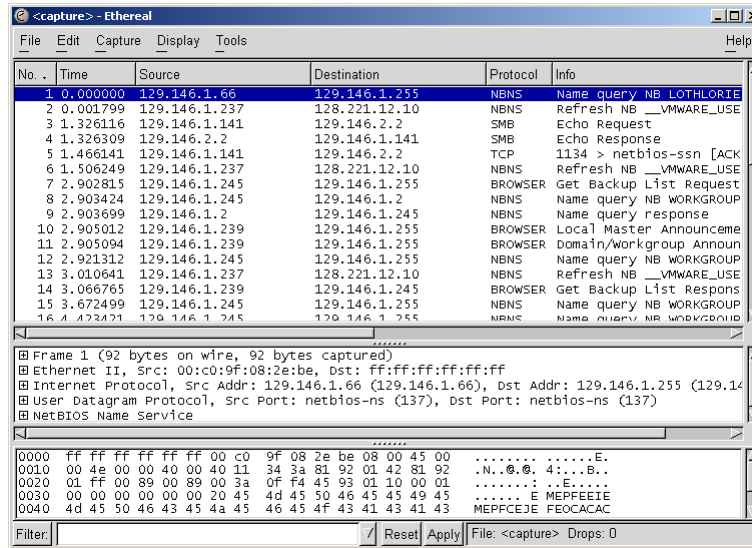 <capture> - Ethereal
File Edit Capture Display Tools Help
No. Time Source Destination Protocol Info
1 0.000000 129.146.1.66 129.146.1.255 NBNS Name query NB LOTHLORIE
2 0.001799 129.146.1.237 128.221.12.10 NBNS Refresh NB __VMWARE_USE
3 1.326116 129.146.1.141 129.146.2.2 SMB Echo Request
4 1.326309 129.146.2.2 129.146.1.141 SMB Echo Response
5 1.466141 129.146.1.141 129.146.2.2 TCP 1134 > netbios-ssn [ACK
6 1.506249 129.146.1.237 128.221.12.10 NBNS Refresh NB __VMWARE_USE
7 2.902815 129.146.1.245 129.146.1.255 BROWSER Get Backup List Request
8 2.903424 129.146.1.245 129.146.1.2 NBNS Name query NB WORKGROUP
9 2.903699 129.146.1.2 129.146.1.245 NBNS Name query response
10 2.905012 129.146.1.239 129.146.1.255 BROWSER Local Master Announceme
11 2.905094 129.146.1.239 129.146.1.255 BROWSER Domain/Workgroup Announ
12 2.921312 129.146.1.245 129.146.1.255 NBNS Name query NB WORKGROUP
13 3.010641 129.146.1.237 128.221.12.10 NBNS Refresh NB __VMWARE_USE
14 3.066765 129.146.1.239 129.146.1.245 BROWSER Get Backup List Respons
15 3.672499 129.146.1.245 129.146.1.255 NBNS Name query NB WORKGROUP
16 4.423421 129.146.1.245 129.146.1.255 NBNS Name query NB WORKGROUP
Frame 1 (92 bytes on wire, 92 bytes captured)
Ethernet II, Src: 00:c0:9f:08:2e:be, Dst: ff:ff:ff:ff:ff:ff
Internet Protocol, Src Addr: 129.146.1.66 (129.146.1.66), Dst Addr: 129.146.1.255 (129.14
User Datagram Protocol, Src Port: netbios-ns (137), Dst Port: netbios-ns (137)
NetBIOS Name Service
0000 ff ff ff ff ff ff 00 c0 9f 08 2e be 08 00 45 00 ........ ......E.
0010 00 4e 00 00 40 00 40 11 34 3a 81 92 01 42 81 92 .N..@.@. 4:...B..
0020 01 ff 00 89 00 89 00 3a 0f f4 45 93 01 10 00 01 .......: ..E.....
0030 00 00 00 00 00 00 20 45 4d 45 50 46 45 45 49 45 ...... E MEPFEEIE
0040 4d 45 50 46 43 45 4a 45 46 45 4f 43 41 43 41 43 MEPFCEJE FEOCACAC
Filter: Reset Apply File: <capture> Drops: 0